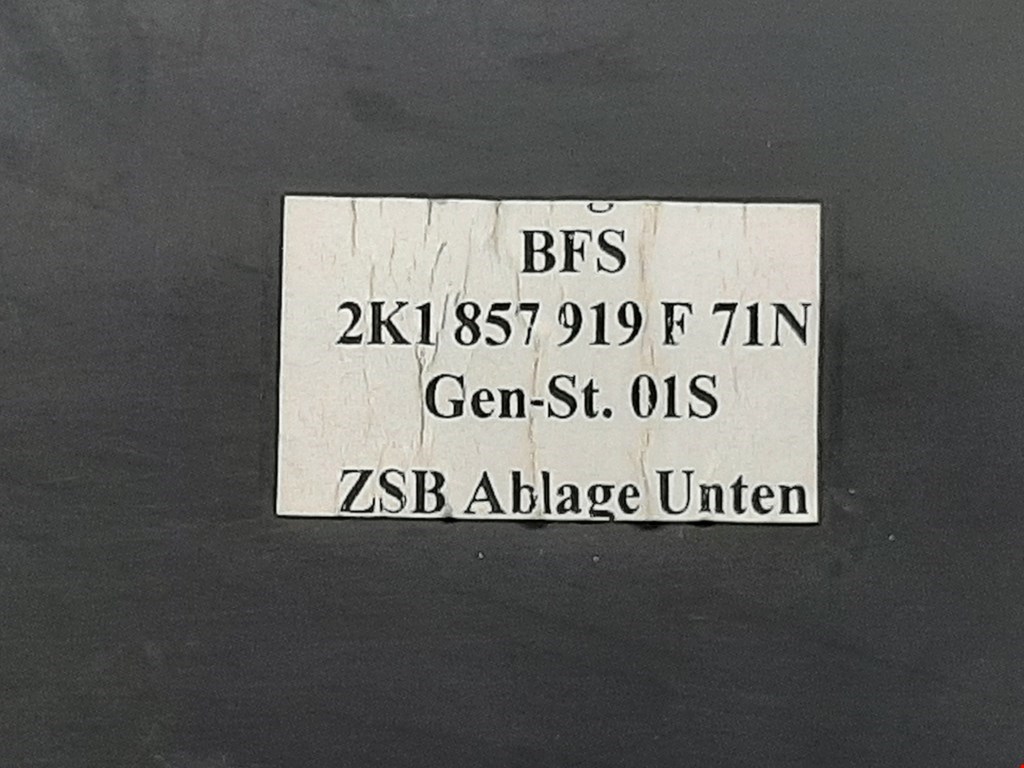 BFS
2K1 857 919 F 71N
Gen-St. 01S
ZSB Ablage Unten